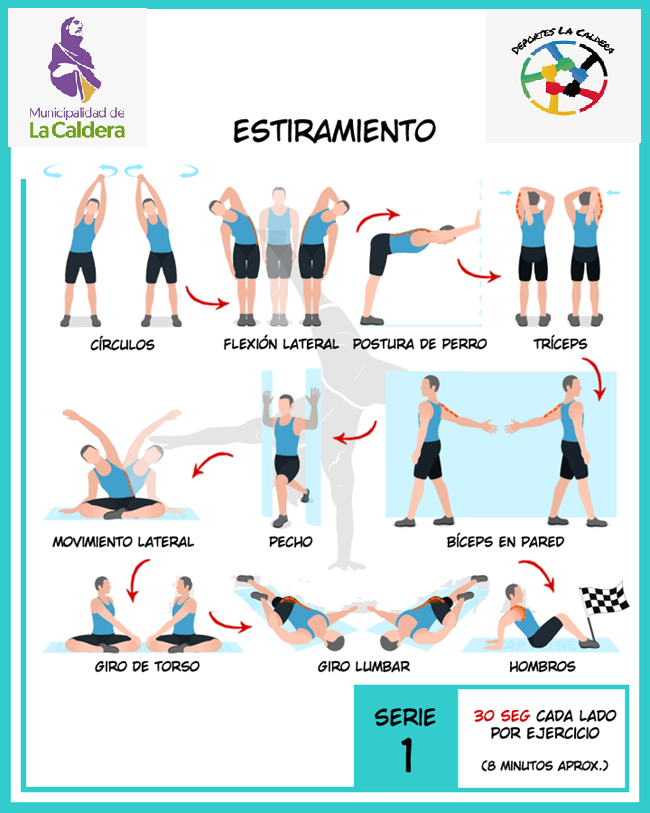 Municipalidad de
La Caldera
DEPORTES LA CALDERA
ESTIRAMIENTO
CÍRCULOS
FLEXIÓN LATERAL
POSTURA DE PERRO
TRÍCEPS
MOVIMIENTO LATERAL
PECHO
BÍCEPS EN PARED
GIRO DE TORSO
GIRO LUMBAR
HOMBROS
SERIE
1
30 SEG CADA LADO
POR EJERCICIO
(8 MINUTOS APROX.)